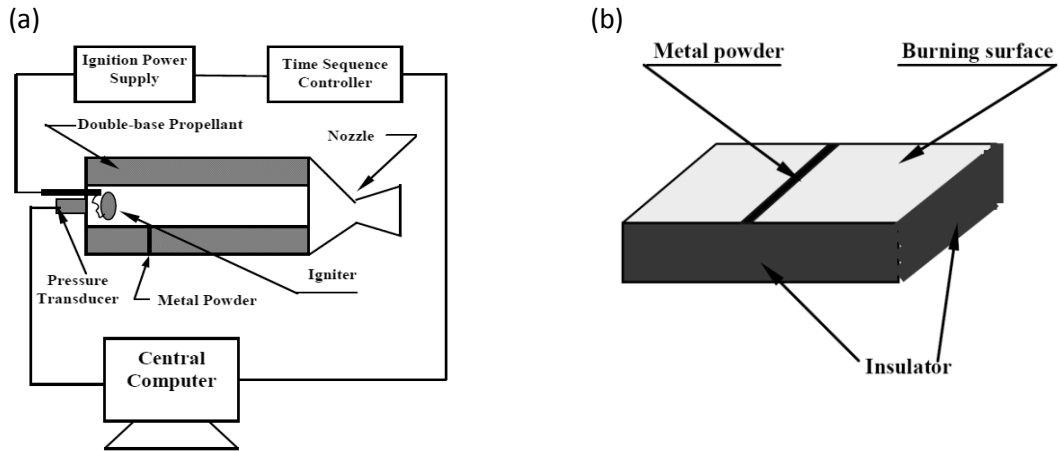 (a)
Ignition Power
Supply
Time Sequence
Controller
Double-base Propellant
Nozzle
Pressure
Transducer
Metal Powder
Igniter
Central
Computer
(b)
Metal powder
Burning surface
Insulator